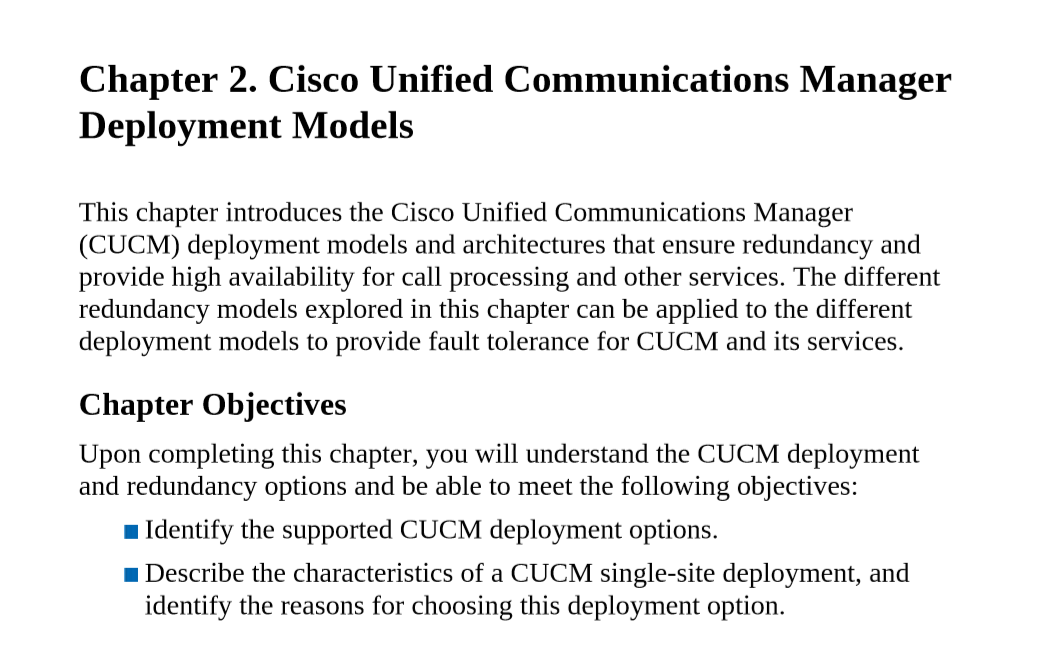 Chapter 2. Cisco Unified Communications Manager
Deployment Models
This chapter introduces the Cisco Unified Communications Manager
(CUCM) deployment models and architectures that ensure redundancy and
provide high availability for call processing and other services. The different
redundancy models explored in this chapter can be applied to the different
deployment models to provide fault tolerance for CUCM and its services.
Chapter Objectives
Upon completing this chapter, you will understand the CUCM deployment
and redundancy options and be able to meet the following objectives:
■ Identify the supported CUCM deployment options.
■ Describe the characteristics of a CUCM single-site deployment, and
identify the reasons for choosing this deployment option.